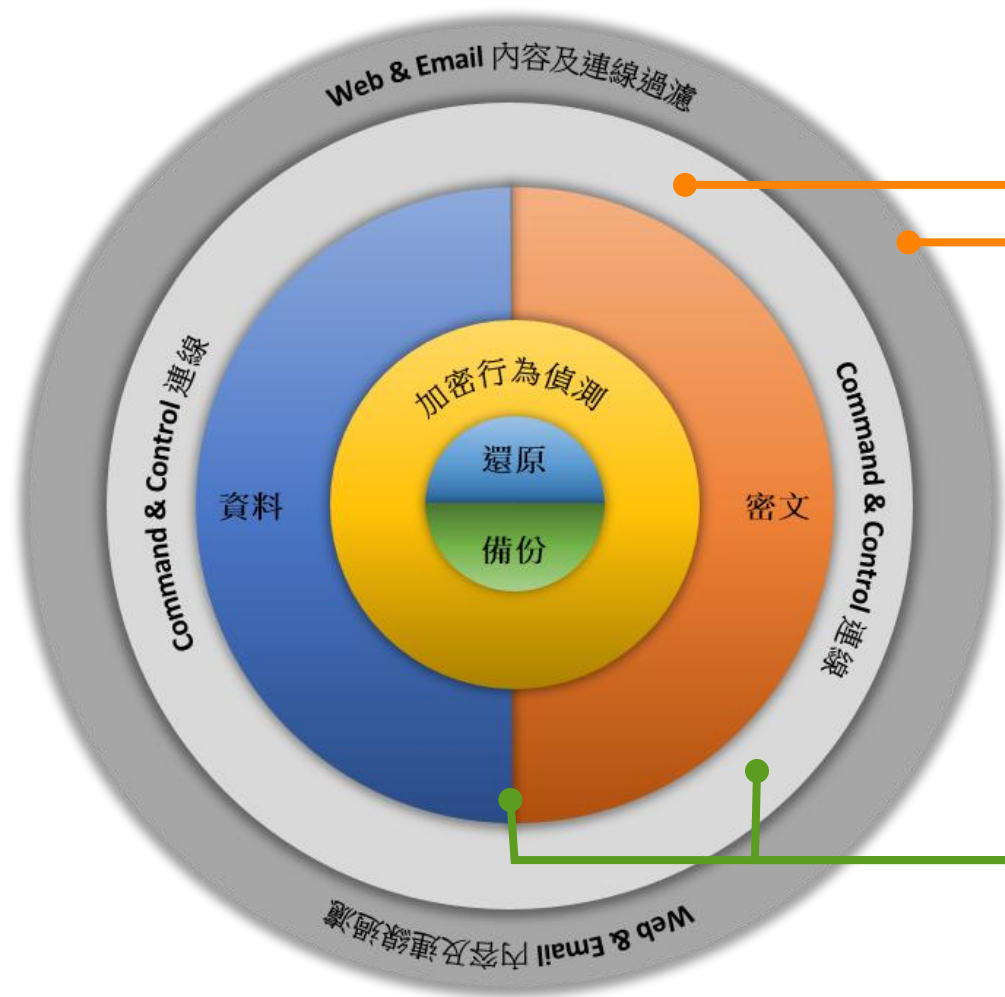 Web & Email 內容及連線過濾
Command & Control 連線
Command & Control 連線
加密行為偵測
還原
資料
密文
備份
Web & Email 內容及連線過濾